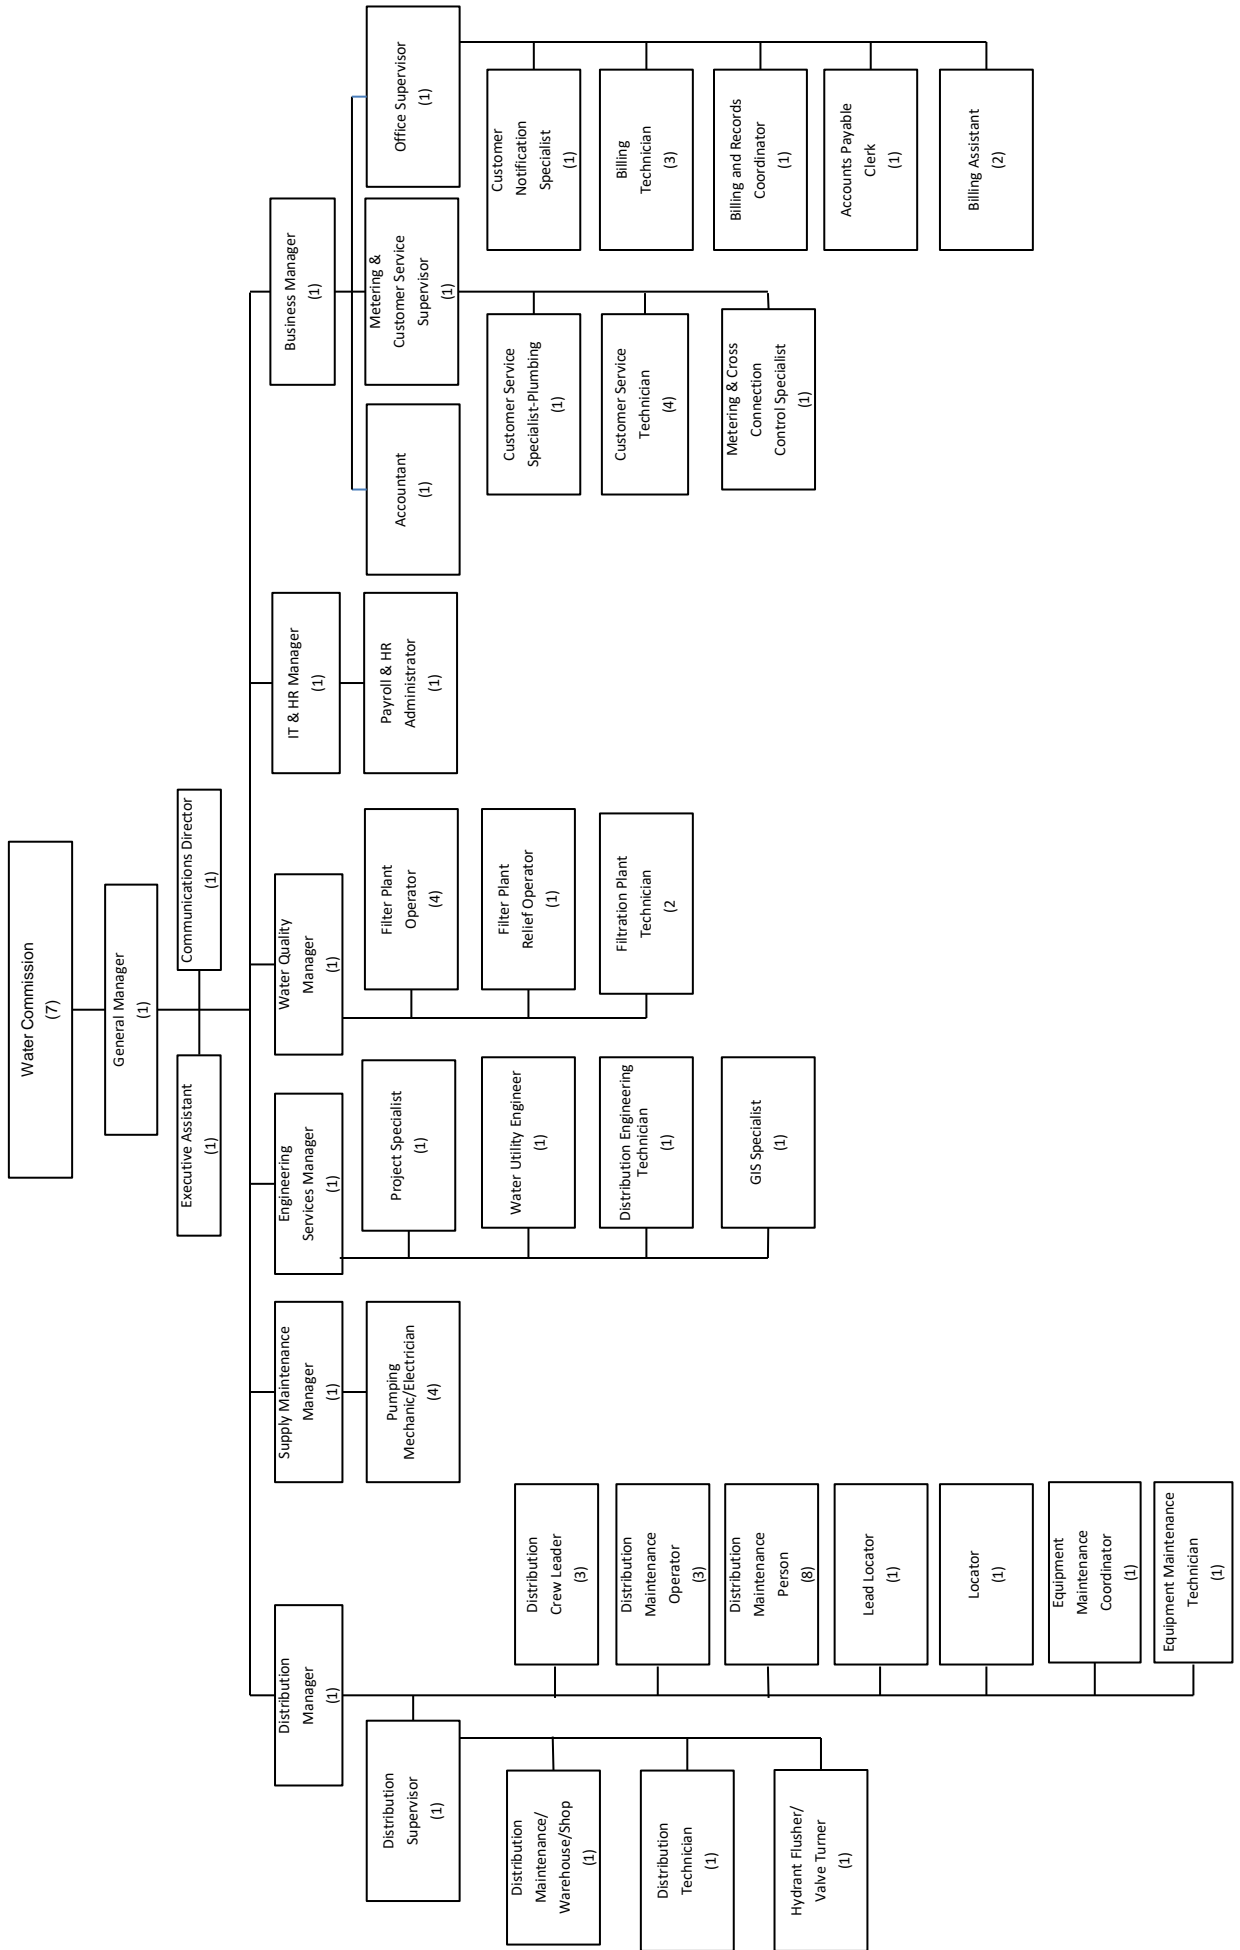 Water Commission
(7)
General Manager
(1)
Executive Assistant
(1)
Communications Director
(1)
Distribution
Manager
(1)
Supply Maintenance
Manager
(1)
Engineering
Services Manager
(1)
Water Quality
Manager
(1)
IT & HR Manager
(1)
Business Manager
(1)
Distribution
Supervisor
(1)
Distribution
Maintenance/
Warehouse/Shop
(1)
Distribution
Technician
(1)
Hydrant Flusher/
Valve Turner
(1)
Distribution
Crew Leader
(3)
Distribution
Maintenance
Operator
(3)
Distribution
Maintenance
Person
(8)
Lead Locator
(1)
Locator
(1)
Equipment
Maintenance
Coordinator
(1)
Equipment Maintenance
Technician
(1)
Pumping
Mechanic/Electrician
(4)
Project Specialist
(1)
Water Utility Engineer
(1)
Distribution Engineering
Technician
(1)
GIS Specialist
(1)
Filter Plant
Operator
(4)
Filter Plant
Relief Operator
(1)
Filtration Plant
Technician
(2
Payroll & HR
Administrator
(1)
Accountant
(1)
Metering &
Customer Service
Supervisor
(1)
Customer Service
Specialist-Plumbing
(1)
Customer Service
Technician
(4)
Metering & Cross
Connection
Control Specialist
(1)
Office Supervisor
(1)
Customer
Notification
Specialist
(1)
Billing
Technician
(3)
Billing and Records
Coordinator
(1)
Accounts Payable
Clerk
(1)
Billing Assistant
(2)